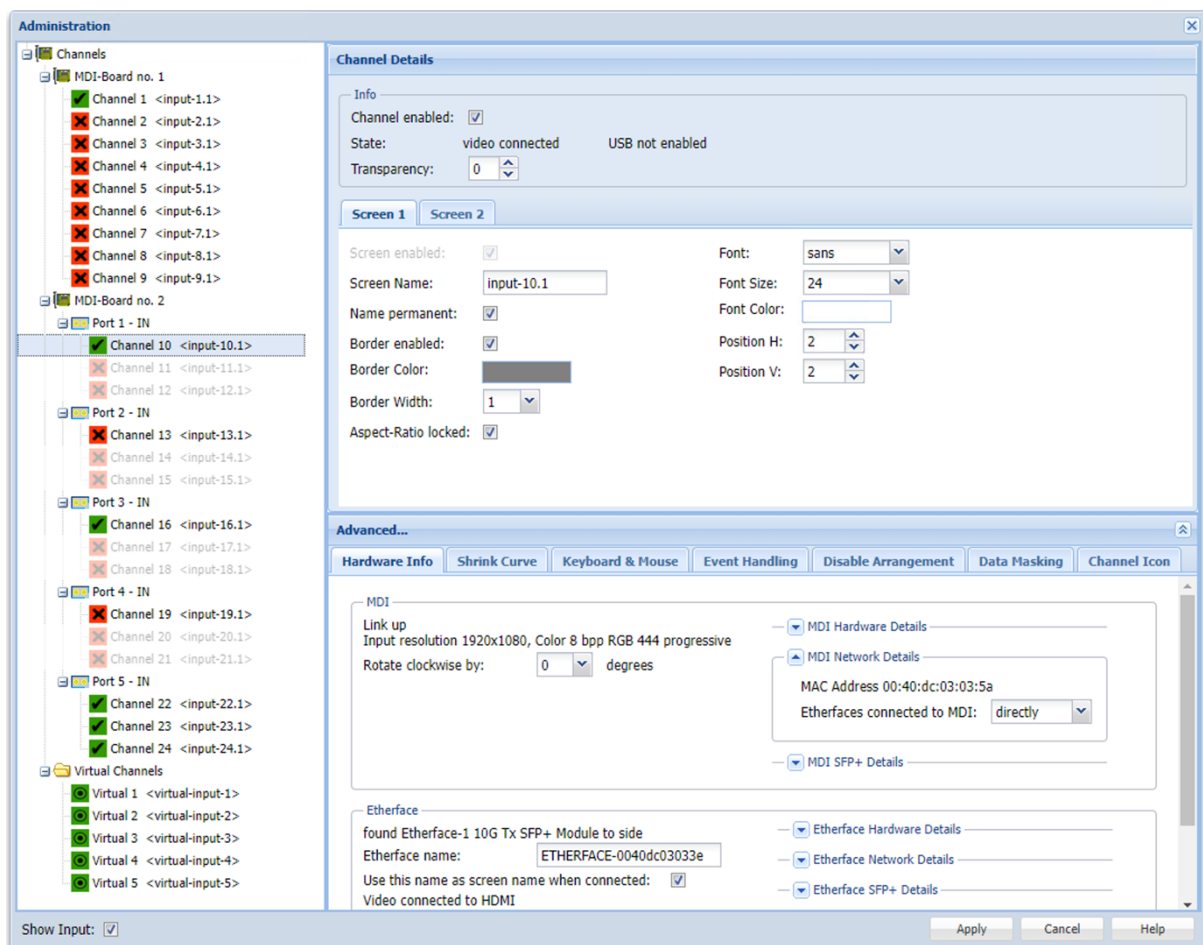 Administration
Channels
MDI-Board no. 1
Channel 1 <input-1.1>
Channel 2 <input-2.1>
Channel 3 <input-3.1>
Channel 4 <input-4.1>
Channel 5 <input-5.1>
Channel 6 <input-6.1>
Channel 7 <input-7.1>
Channel 8 <input-8.1>
Channel 9 <input-9.1>
MDI-Board no. 2
Port 1 - IN
Channel 10 <input-10.1>
Channel 11 <input-11.1>
Channel 12 <input-12.1>
Port 2 - IN
Channel 13 <input-13.1>
Channel 14 <input-14.1>
Channel 15 <input-15.1>
Port 3 - IN
Channel 16 <input-16.1>
Channel 17 <input-17.1>
Channel 18 <input-18.1>
Port 4 - IN
Channel 19 <input-19.1>
Channel 20 <input-20.1>
Channel 21 <input-21.1>
Port 5 - IN
Channel 22 <input-22.1>
Channel 23 <input-23.1>
Channel 24 <input-24.1>
Virtual Channels
Virtual 1 <virtual-input-1>
Virtual 2 <virtual-input-2>
Virtual 3 <virtual-input-3>
Virtual 4 <virtual-input-4>
Virtual 5 <virtual-input-5>
Channel Details
Info
Channel enabled:
State: video connected USB not enabled
Transparency: 0
Screen 1 Screen 2
Screen enabled:
Screen Name: input-10.1
Name permanent:
Border enabled:
Border Color:
Border Width: 1
Aspect-Ratio locked:
Font: sans
Font Size: 24
Font Color:
Position H: 2
Position V: 2
Advanced...
Hardware Info Shrink Curve Keyboard & Mouse Event Handling Disable Arrangement Data Masking Channel Icon
MDI
Link up
Input resolution 1920x1080, Color 8 bpp RGB 444 progressive
Rotate clockwise by: 0 degrees
MDI Hardware Details
MDI Network Details
MAC Address 00:40:dc:03:03:5a
Etherfaces connected to MDI: directly
MDI SFP+ Details
Etherface
found Etherface-1 10G Tx SFP+ Module to side
Etherface name: ETHERFACE-0040dc03033e
Use this name as screen name when connected:
Video connected to HDMI
Etherface Hardware Details
Etherface Network Details
Etherface SFP+ Details
Show Input:
Apply Cancel Help